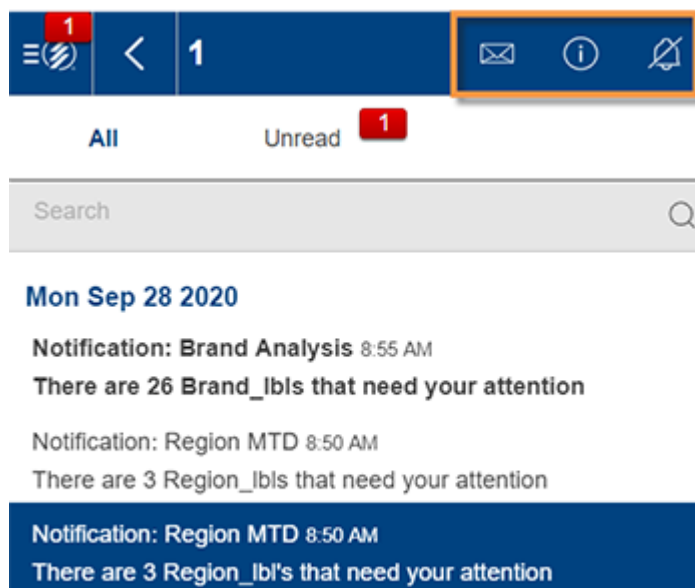 1
1
All
Unread 1
Search
Mon Sep 28 2020
Notification: Brand Analysis 8:55 AM
There are 26 Brand_lbls that need your attention
Notification: Region MTD 8:50 AM
There are 3 Region_lbls that need your attention
Notification: Region MTD 8:50 AM
There are 3 Region_lbl's that need your attention